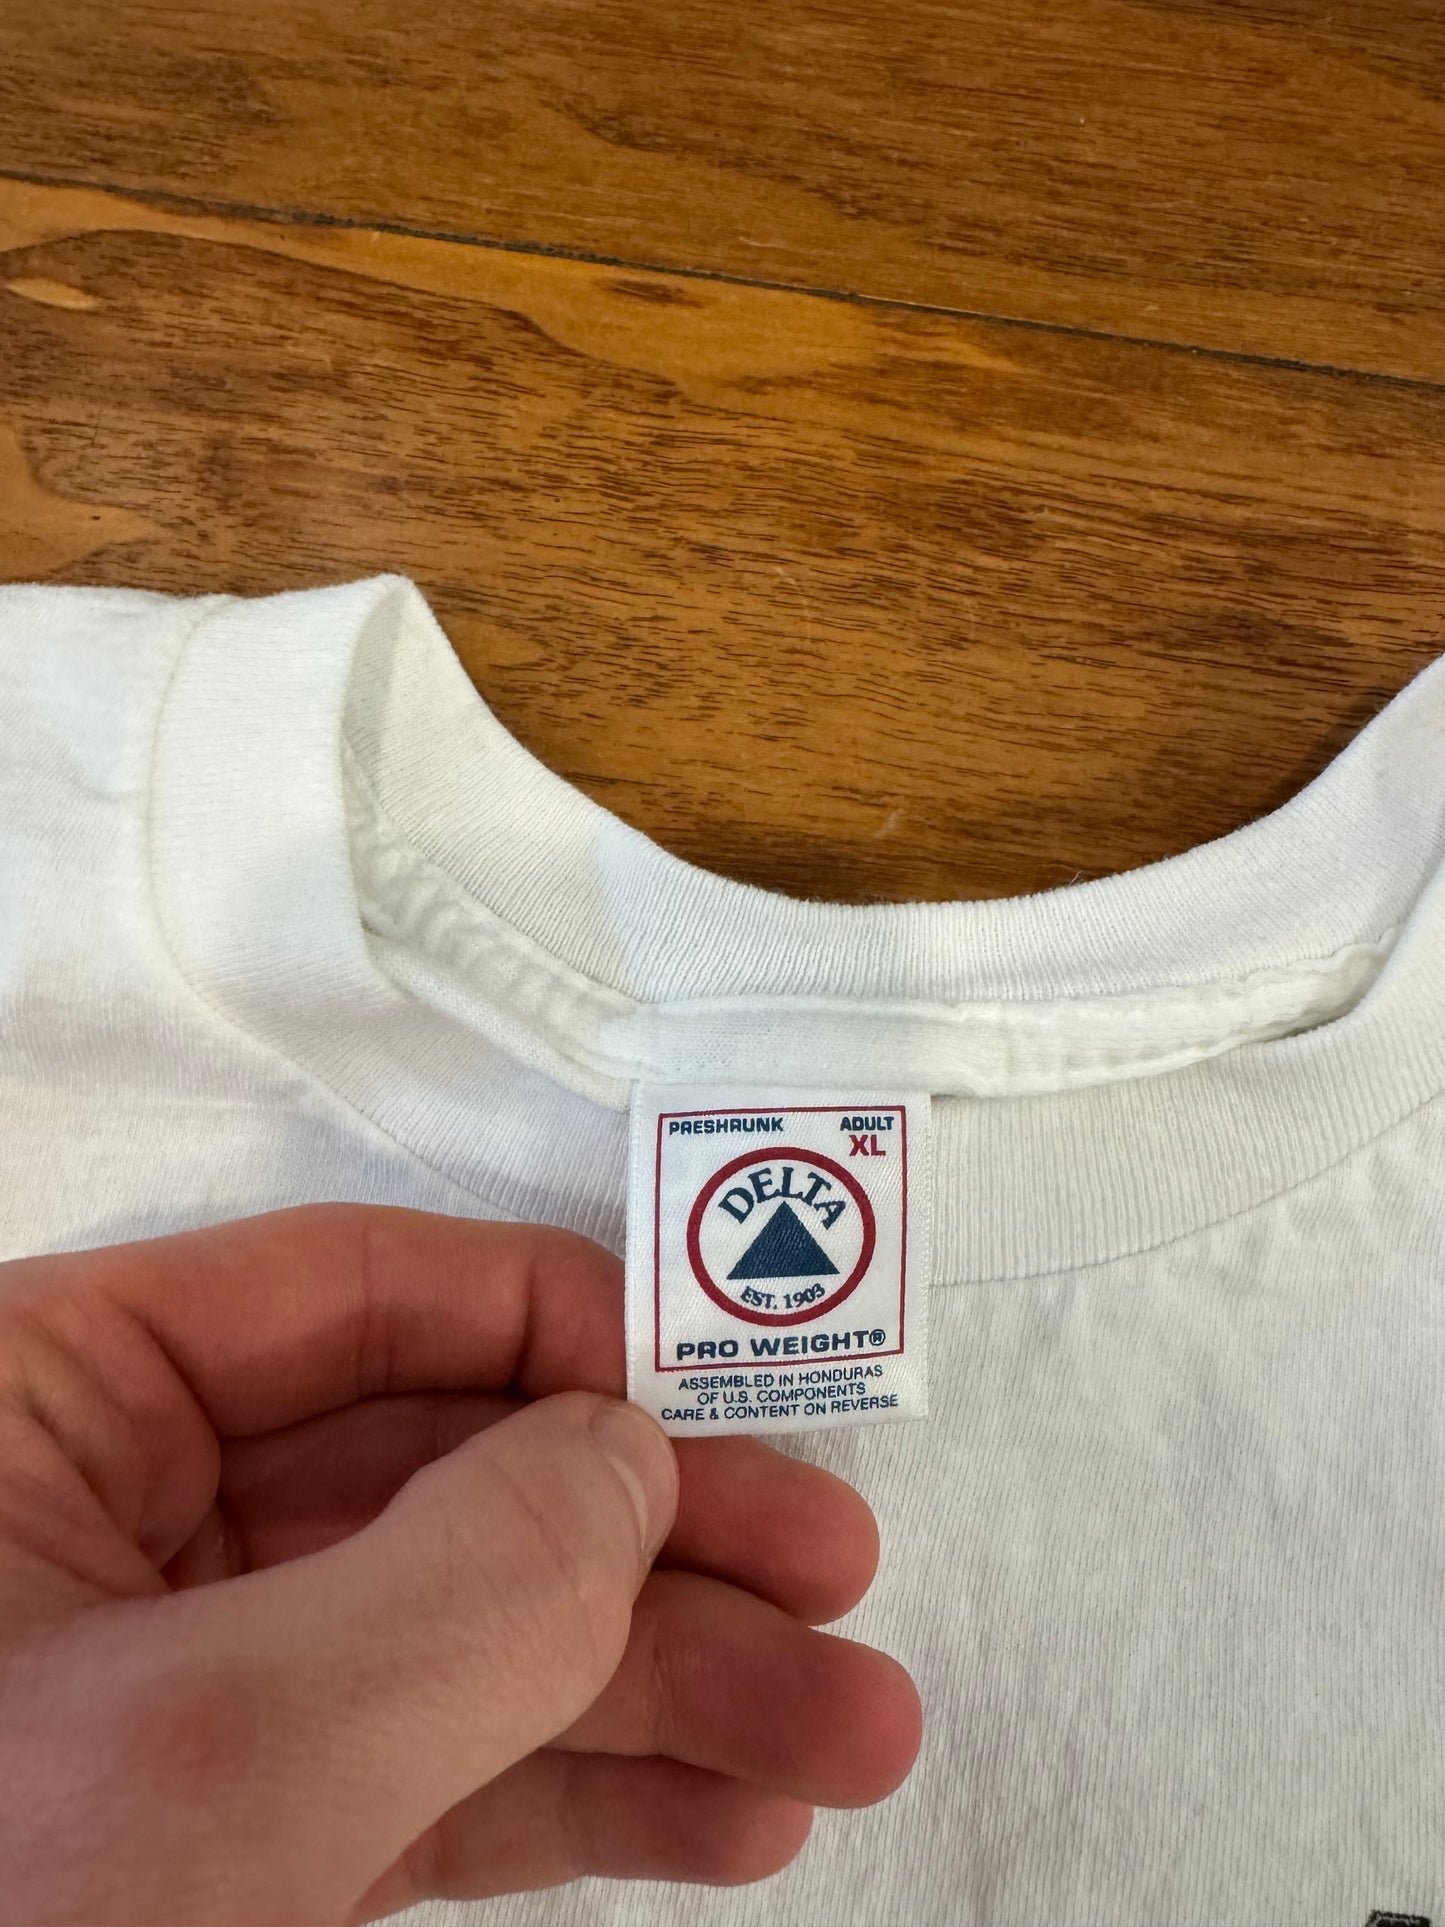 PRESHRUNK
ADULT
XL
DELTA
EST. 1903
PRO WEIGHT®
ASSEMBLED IN HONDURAS
OF U.S. COMPONENTS
CARE & CONTENT ON REVERSE